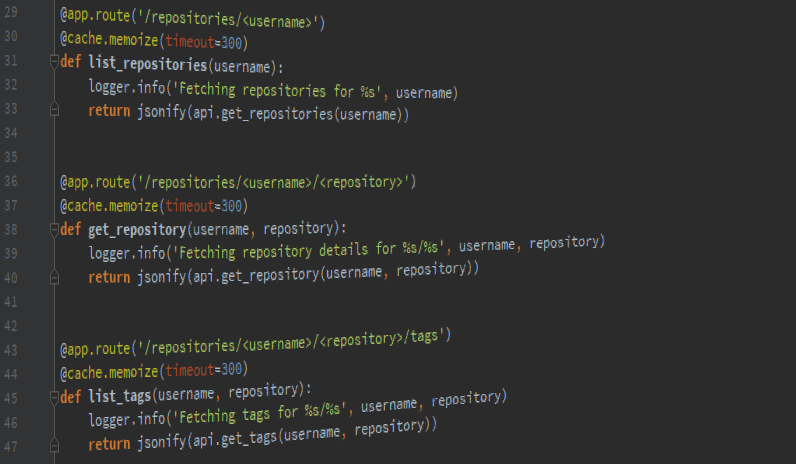 29 @app.route('/repositories/<username>')
30 @cache.memoize(timeout=300)
31 def list_repositories(username):
32     logger.info('Fetching repositories for %s', username)
33     return jsonify(api.get_repositories(username))
34
35
36 @app.route('/repositories/<username>/<repository>')
37 @cache.memoize(timeout=300)
38 def get_repository(username, repository):
39     logger.info('Fetching repository details for %s/%s', username, repository)
40     return jsonify(api.get_repository(username, repository))
41
42
43 @app.route('/repositories/<username>/<repository>/tags')
44 @cache.memoize(timeout=300)
45 def list_tags(username, repository):
46     logger.info('Fetching tags for %s/%s', username, repository)
47     return jsonify(api.get_tags(username, repository))